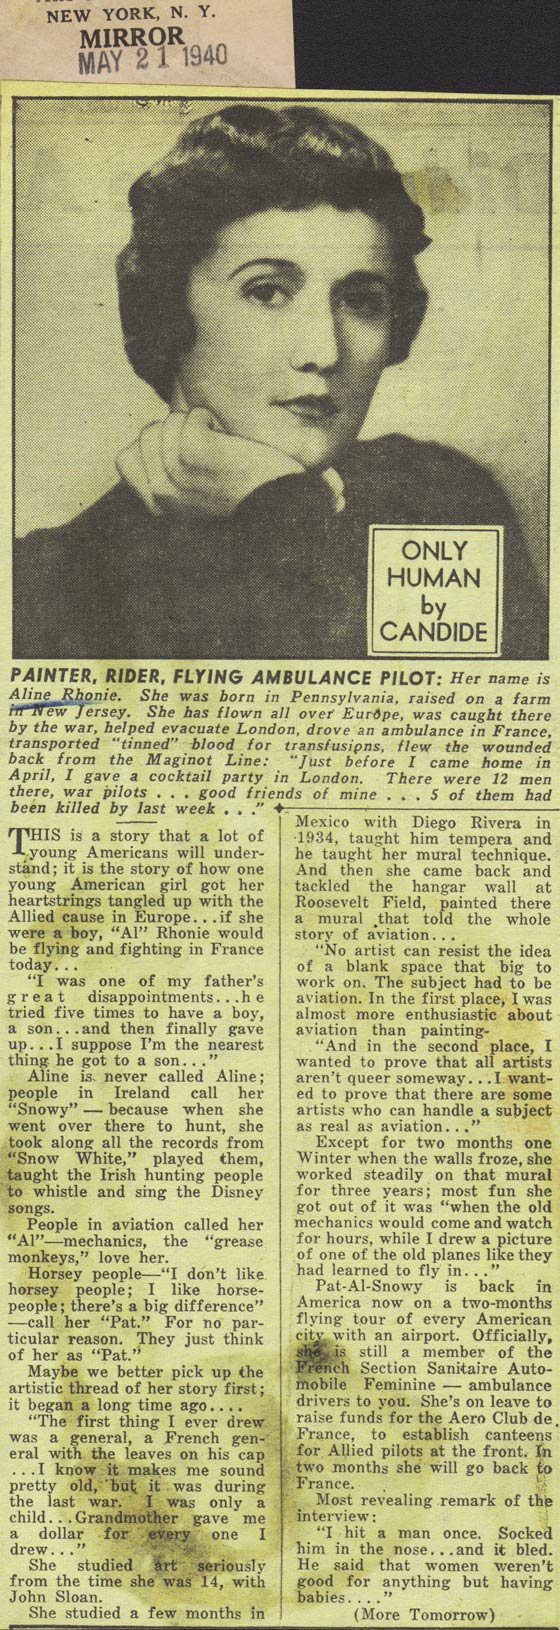 NEW YORK, N. Y.
MIRROR
MAY 21 1940
ONLY
HUMAN
by
CANDIDE
PAINTER, RIDER, FLYING AMBULANCE PILOT: Her name is
Aline Rhonie. She was born in Pennsylvania, raised on a farm
in New Jersey. She has flown all over Europe, was caught there
by the war, helped evacuate London, drove an ambulance in France,
transported "tinned" blood for transfusions, flew the wounded
back from the Maginot Line: "Just before I came home in
April, I gave a cocktail party in London. There were 12 men
there, war pilots . . . good friends of mine . . . 5 of them had
been killed by last week . . ."
THIS is a story that a lot of
young Americans will under-
stand; it is the story of how one
young American girl got her
heartstrings tangled up with the
Allied cause in Europe...if she
were a boy, "Al" Rhonie would
be flying and fighting in France
today...
"I was one of my father's
great disappointments...he
tried five times to have a boy,
a son...and then finally gave
up...I suppose I'm the nearest
thing he got to a son..."
Aline is never called Aline;
people in Ireland call her
"Snowy" — because when she
went over there to hunt, she
took along all the records from
"Snow White," played them,
taught the Irish hunting people
to whistle and sing the Disney
songs.
People in aviation called her
"Al"—mechanics, the "grease
monkeys," love her.
Horsey people—"I don't like
horsey people; I like horse-
people; there's a big difference"
—call her "Pat." For no par-
ticular reason. They just think
of her as "Pat."
Maybe we better pick up the
artistic thread of her story first;
it began a long time ago....
"The first thing I ever drew
was a general, a French gen-
eral with the leaves on his cap
...I know it makes me sound
pretty old, but it was during
the last war. I was only a
child...Grandmother gave me
a dollar for every one I
drew..."
She studied art seriously
from the time she was 14, with
John Sloan.
She studied a few months in
Mexico with Diego Rivera in
1934, taught him tempera and
he taught her mural technique.
And then she came back and
tackled the hangar wall at
Roosevelt Field, painted there
a mural that told the whole
story of aviation...
"No artist can resist the idea
of a blank space that big to
work on. The subject had to be
aviation. In the first place, I was
almost more enthusiastic about
aviation than painting-
"And in the second place, I
wanted to prove that all artists
aren't queer someway...I want-
ed to prove that there are some
artists who can handle a subject
as real as aviation..."
Except for two months one
Winter when the walls froze, she
worked steadily on that mural
for three years; most fun she
got out of it was "when the old
mechanics would come and watch
for hours, while I drew a picture
of one of the old planes like they
had learned to fly in..."
Pat-Al-Snowy is back in
America now on a two-months
flying tour of every American
city with an airport. Officially,
she is still a member of the
French Section Sanitaire Auto-
mobile Feminine — ambulance
drivers to you. She's on leave to
raise funds for the Aero Club de
France, to establish canteens
for Allied pilots at the front. In
two months she will go back to
France.
Most revealing remark of the
interview:
"I hit a man once. Socked
him in the nose...and it bled.
He said that women weren't
good for anything but having
babies...."
(More Tomorrow)